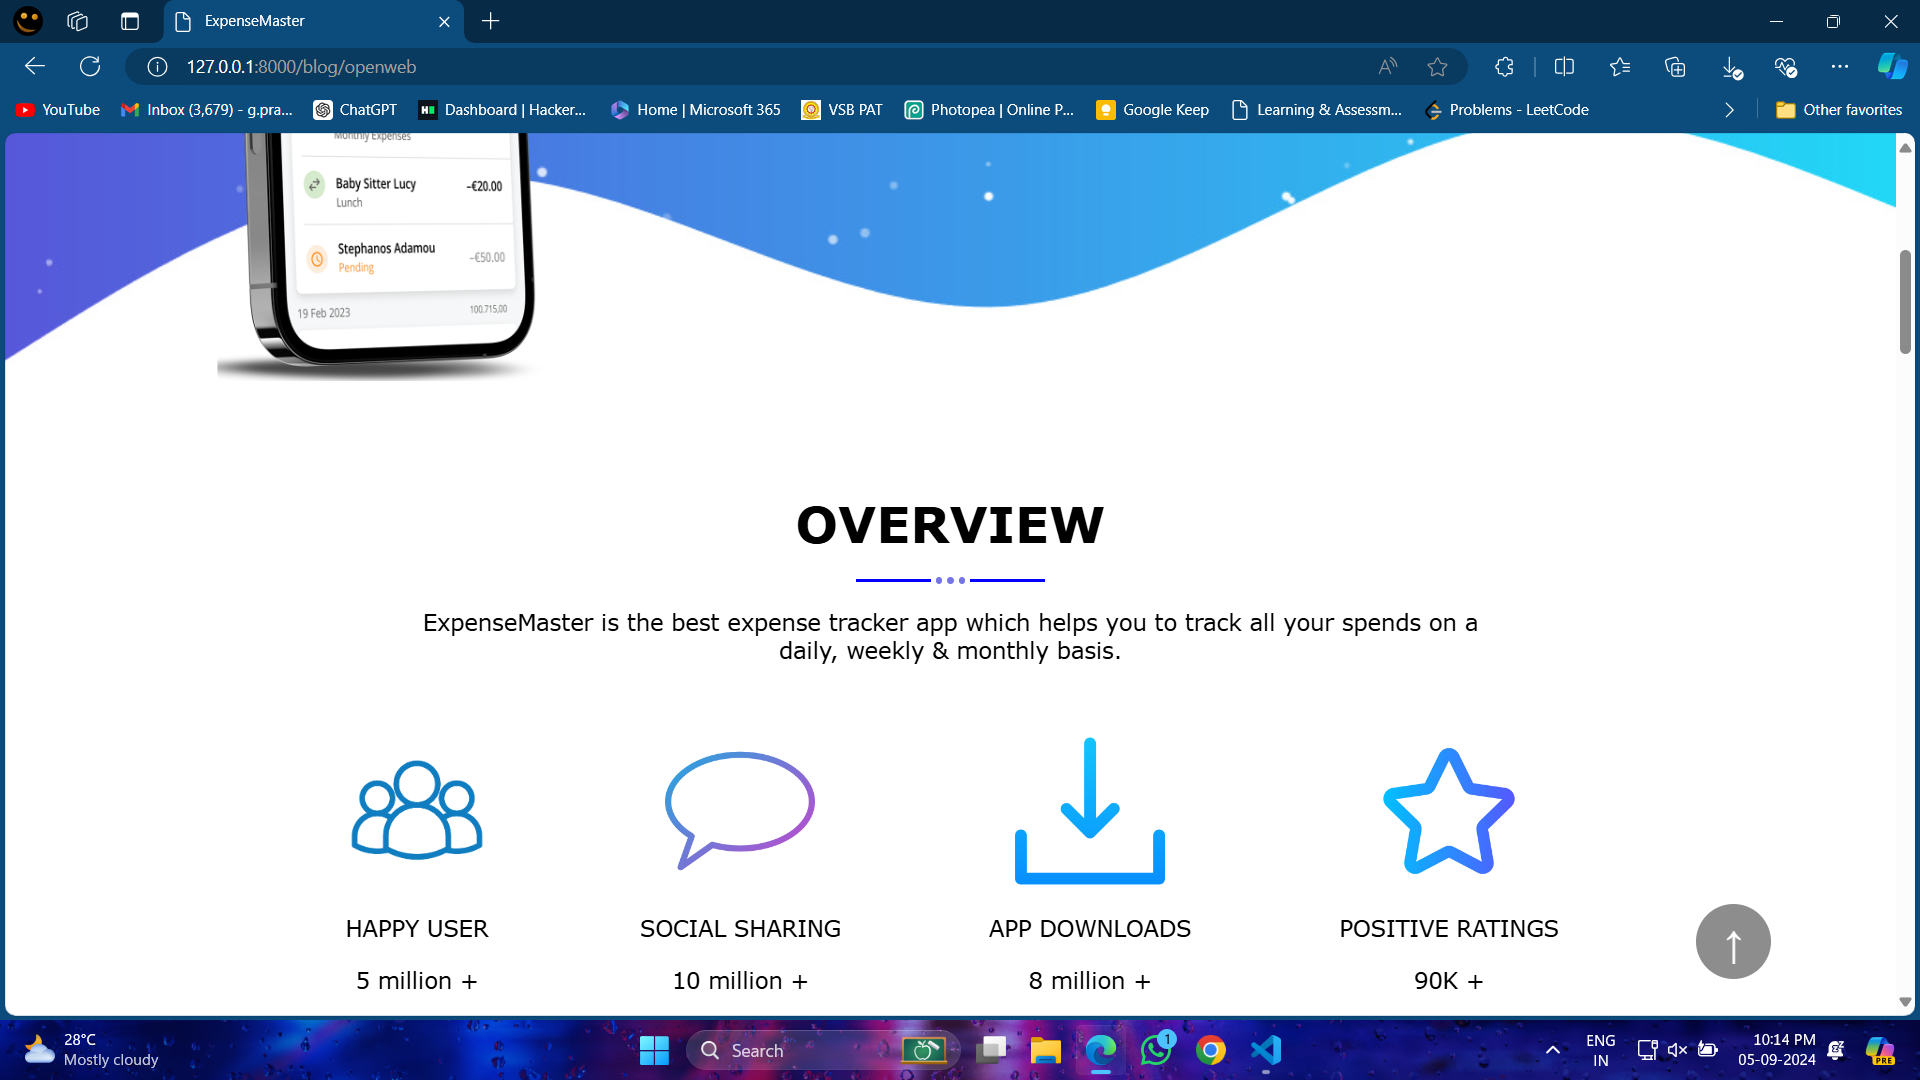 ExpenseMaster
127.0.0.1:8000/blog/openweb
YouTube
Inbox (3,679) - g.pra...
ChatGPT
Dashboard | Hacker...
Home | Microsoft 365
VSB PAT
Photopea | Online P...
Google Keep
Learning & Assessm...
Problems - LeetCode
Other favorites
Monthly Expenses
Baby Sitter Lucy
-€20.00
Lunch
Stephanos Adamou
-€50.00
Pending
19 Feb 2023
100.715,00
OVERVIEW
ExpenseMaster is the best expense tracker app which helps you to track all your spends on a
daily, weekly & monthly basis.
HAPPY USER
5 million +
SOCIAL SHARING
10 million +
APP DOWNLOADS
8 million +
POSITIVE RATINGS
90K +
28°C
Mostly cloudy
Search
1
ENG
IN
10:14 PM
05-09-2024
PRE